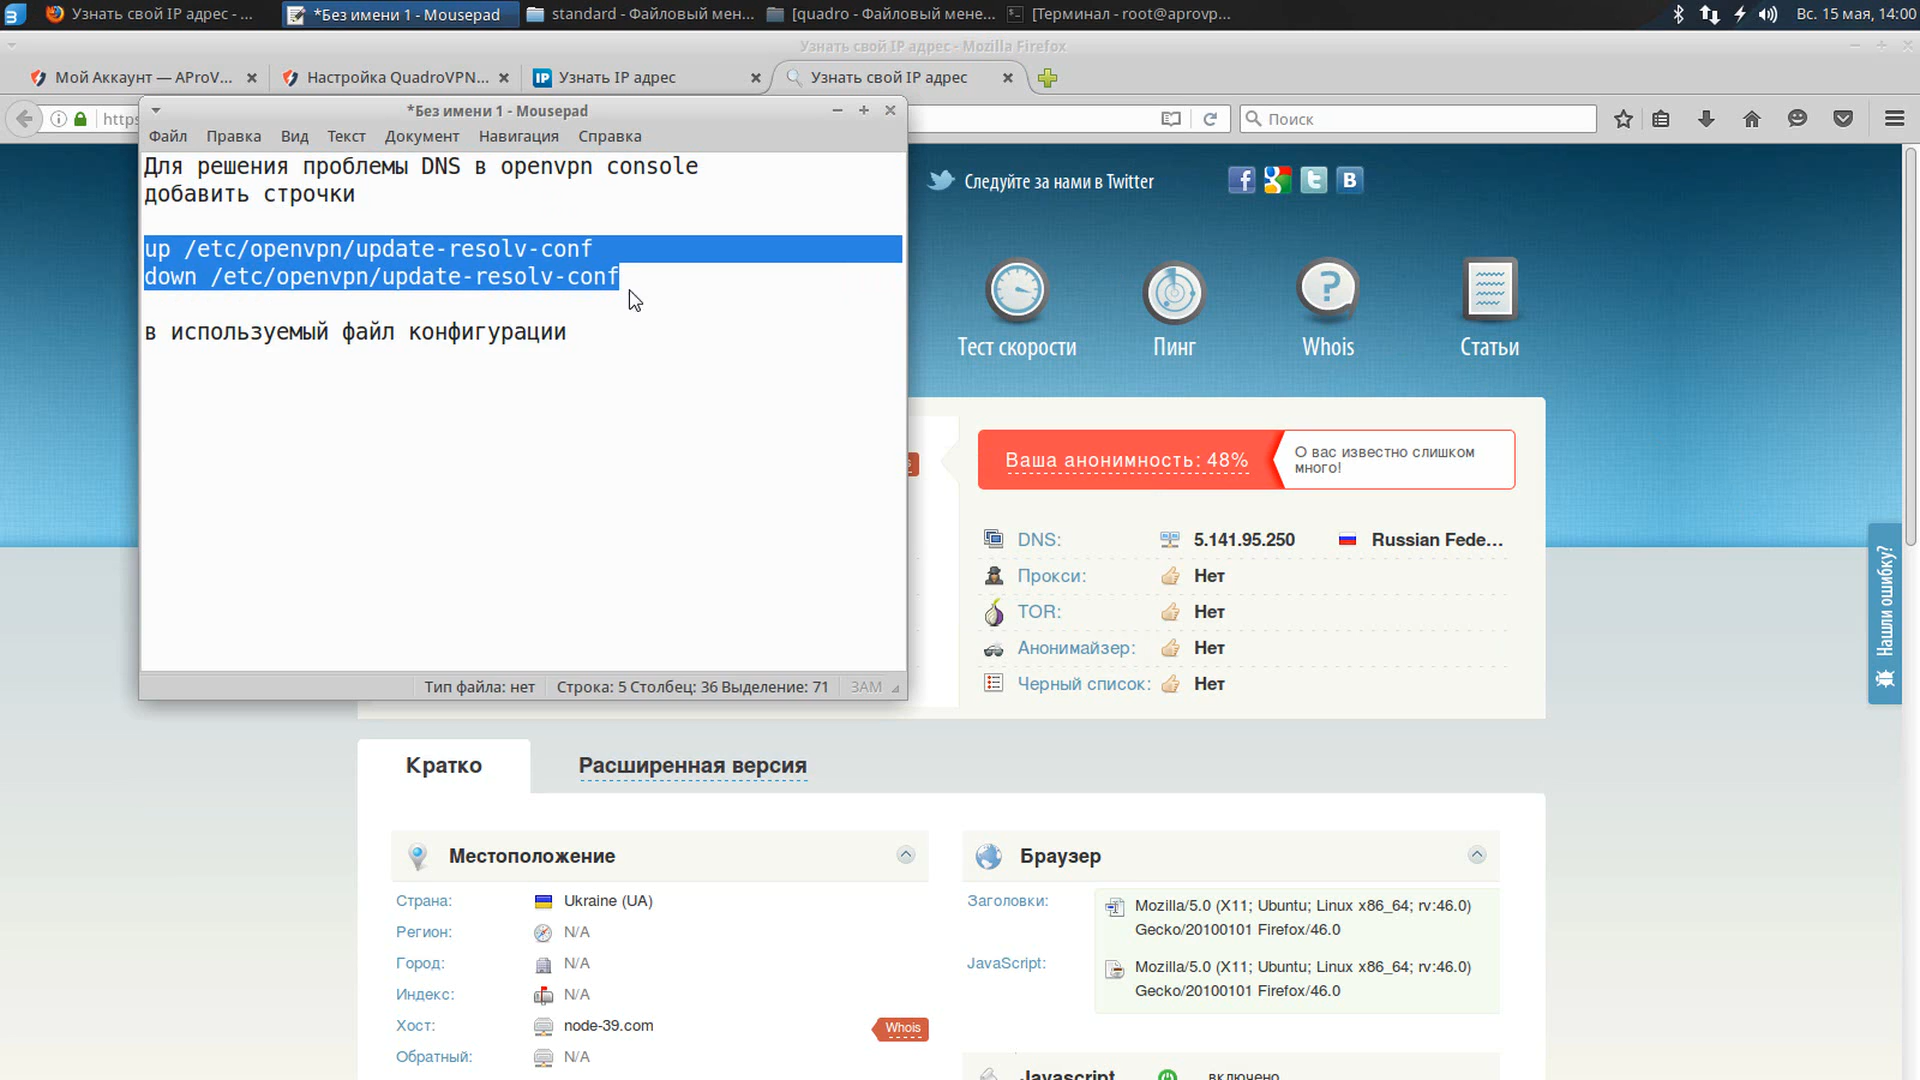 Узнать свой IP адрес - ...
*Без имени 1 - Mousepad
standard - Файловый мен...
[quadro - Файловый мене...
[Терминал - root@aprovp...
Вс. 15 мая, 14:00
Узнать свой IP адрес - Mozilla Firefox
Мой Аккаунт — AProV...
Настройка QuadroVPN...
IP Узнать IP адрес
Узнать свой IP адрес
https
Поиск
*Без имени 1 - Mousepad
Файл Правка Вид Текст Документ Навигация Справка
Для решения проблемы DNS в openvpn console
добавить строчки
up /etc/openvpn/update-resolv-conf
down /etc/openvpn/update-resolv-conf
в используемый файл конфигурации
Тип файла: нет Строка: 5 Столбец: 36 Выделение: 71 ЗАМ
Следуйте за нами в Twitter
Тест скорости
Пинг
Whois
Статьи
Ваша анонимность: 48%
О вас известно слишком
много!
DNS: 5.141.95.250 Russian Fede...
Прокси: Нет
TOR: Нет
Анонимайзер: Нет
Черный список: Нет
Нашли ошибку?
Кратко
Расширенная версия
Местоположение
Страна: Ukraine (UA)
Регион: N/A
Город: N/A
Индекс: N/A
Хост: node-39.com Whois
Обратный: N/A
Браузер
Заголовки: Mozilla/5.0 (X11; Ubuntu; Linux x86_64; rv:46.0)
Gecko/20100101 Firefox/46.0
JavaScript: Mozilla/5.0 (X11; Ubuntu; Linux x86_64; rv:46.0)
Gecko/20100101 Firefox/46.0
Javascript включено